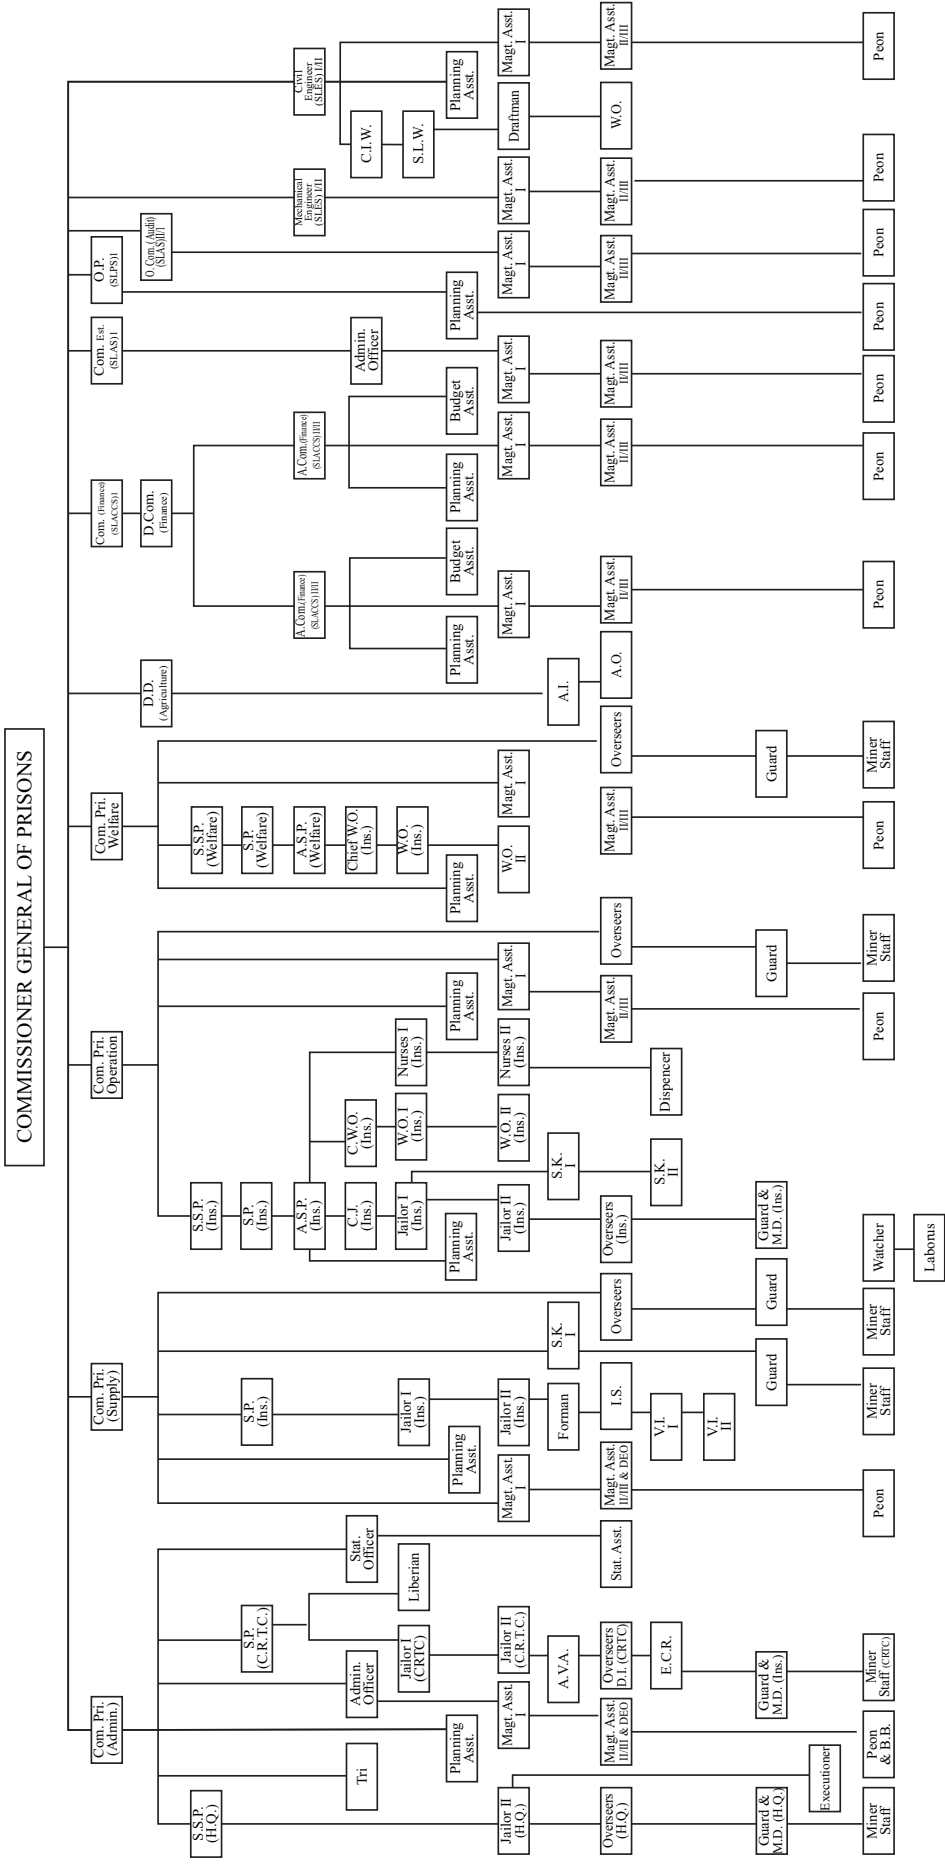 COMMISSIONER GENERAL OF PRISONS
Com. Pri.
(Admin.)
Com. Pri.
(Supply)
Com. Pri.
Operation
Com. Pri.
Welfare
Com. (Finance)
(SLACCS)1
Com. Est.
(SLAS)1
O.P.
(SLPS)1
D.D.
(Agriculture)
D.Com.
(Finance)
O.Com.(Audit)
(SLAS)II/1
S.S.P.
(H.Q.)
S.S.P.
(Ins.)
S.S.P.
(Welfare)
S.P.
(C.R.T.C.)
S.P.
(Ins.)
S.P.
(Ins.)
S.P.
(Welfare)
A.S.P.
(Ins.)
A.S.P.
(Welfare)
A.Com.(Finance)
(SLACCS) II/II
A.Com.(Finance)
(SLACCS) II/II
Mechanical
Engineer
(SLES) I/II
Civil
Engineer
(SLES) I/II
Tri
Admin.
Officer
Stat.
Officer
C.J.
(Ins.)
C.W.O.
(Ins.)
Chief W.O.
(Ins.)
Admin.
Officer
C.I.W.
Jailor I
(CRTC)
Liberian
Jailor I
(Ins.)
Jailor I
(Ins.)
W.O.I
(Ins.)
Nurses I
(Ins.)
W.O.
(Ins.)
S.L.W.
Planning
Asst.
Planning
Asst.
Planning
Asst.
Planning
Asst.
Planning
Asst.
Planning
Asst.
Budget
Asst.
Planning
Asst.
Budget
Asst.
Planning
Asst.
Planning
Asst.
Jailor II
(H.Q.)
Magt. Asst.
I
Jailor II
(C.R.T.C.)
Magt. Asst.
I
Jailor II
(Ins.)
Jailor II
(Ins.)
W.O. II
(Ins.)
Nurses II
(Ins.)
Magt. Asst.
I
W.O.
II
Magt. Asst.
I
Magt. Asst.
I
Magt. Asst.
I
Magt. Asst.
I
Magt. Asst.
I
Magt. Asst.
I
Draftman
Magt. Asst.
I
A.V.A.
Forman
S.K.
I
S.K.
I
A.I.
Overseers
(H.Q.)
Magt. Asst.
II/III & DEO
Overseers
D.I. (CRTC)
Stat. Asst.
Magt. Asst.
II/III & DEO
I.S.
Overseers
Overseers
(Ins.)
Magt. Asst.
II/III
Overseers
Magt. Asst.
II/III
Overseers
A.O.
Magt. Asst.
II/III
Magt. Asst.
II/III
Magt. Asst.
II/III
Magt. Asst.
II/III
Magt. Asst.
II/III
W.O.
Magt. Asst.
II/III
E.C.R.
V.I.
I
S.K.
II
Dispencer
V.I.
II
Guard &
M.D. (H.Q.)
Guard &
M.D. (Ins.)
Guard
Guard
Guard &
M.D. (Ins.)
Guard
Guard
Executioner
Miner
Staff
Peon
& B.B.
Miner
Staff (CRTC)
Peon
Miner
Staff
Miner
Staff
Watcher
Peon
Miner
Staff
Peon
Miner
Staff
Peon
Peon
Peon
Peon
Peon
Peon
Peon
Laborus